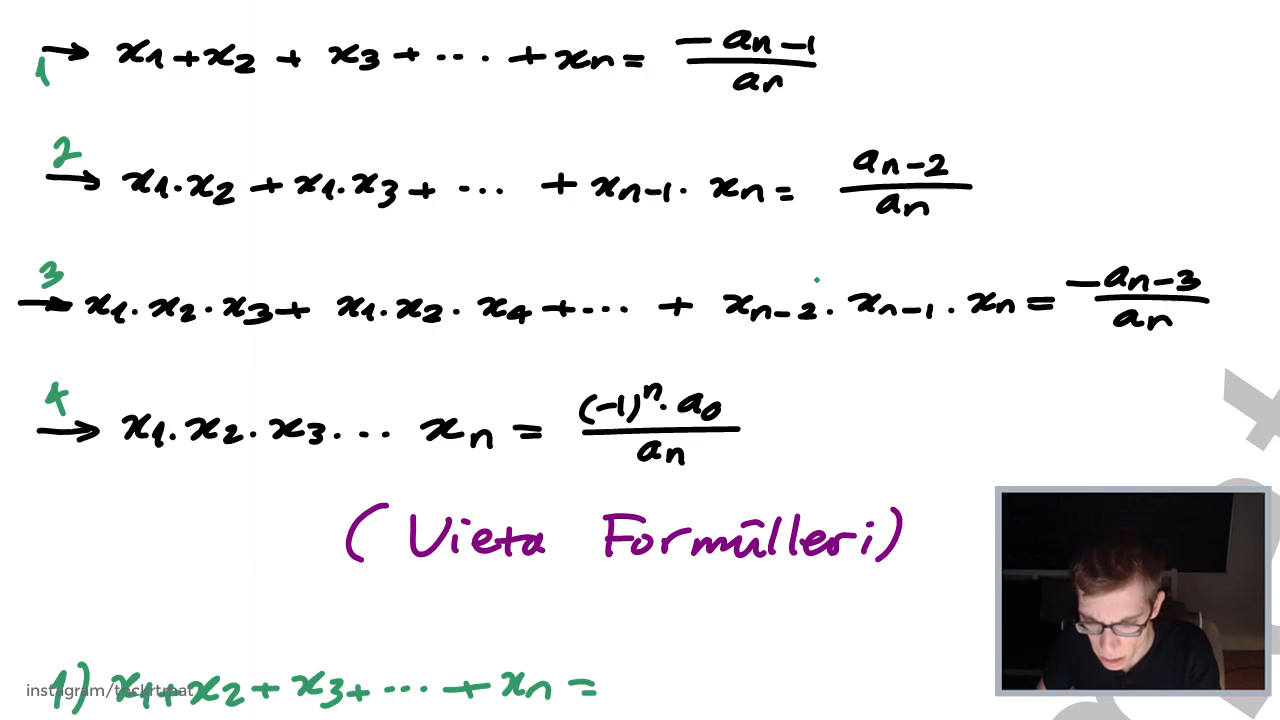 1 → x₁ + x₂ + x₃ + ... + xₙ = -aₙ₋₁ / aₙ
2 → x₁ . x₂ + x₁ . x₃ + ... + xₙ₋₁ . xₙ = aₙ₋₂ / aₙ
3 → x₁ . x₂ . x₃ + x₁ . x₂ . x₄ + ... + xₙ₋₂ . xₙ₋₁ . xₙ = -aₙ₋₃ / aₙ
4 → x₁ . x₂ . x₃ . ... xₙ = (-1)ⁿ . a₀ / aₙ
(Vieta Formülleri)
1) x₁ + x₂ + x₃ + ... + xₙ =